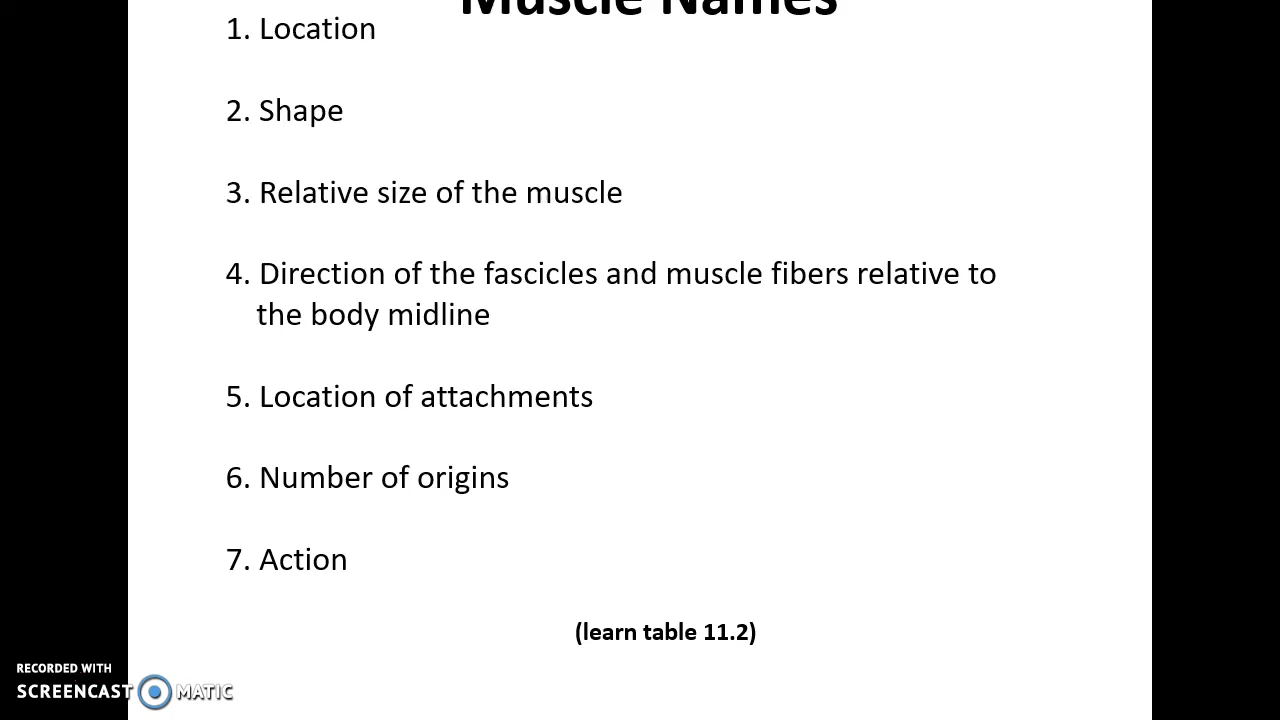 Muscle Names
1. Location
2. Shape
3. Relative size of the muscle
4. Direction of the fascicles and muscle fibers relative to
the body midline
5. Location of attachments
6. Number of origins
7. Action
(learn table 11.2)
RECORDED WITH
SCREENCAST MATIC